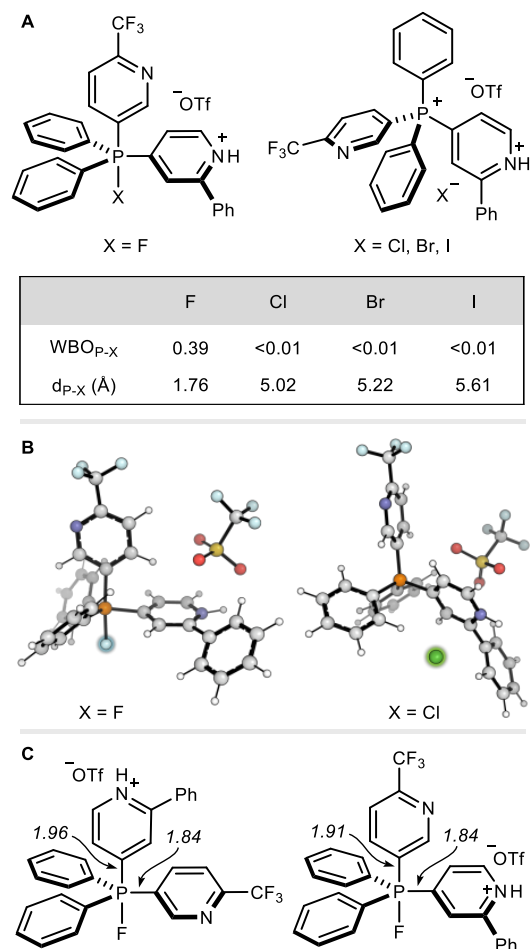 A
CF3
N
−OTf
P
+
NH
X
Ph
X = F
P
+
−OTf
F3C
N
+
NH
X−
Ph
X = Cl, Br, I
F Cl Br I
WBOP-X 0.39 <0.01 <0.01 <0.01
dP-X (Å) 1.76 5.02 5.22 5.61
B
X = F
X = Cl
C
−OTf
H
N+
Ph
1.96
1.84
P
F
N
CF3
CF3
N
1.91
1.84
−OTf
P
+
NH
F
Ph